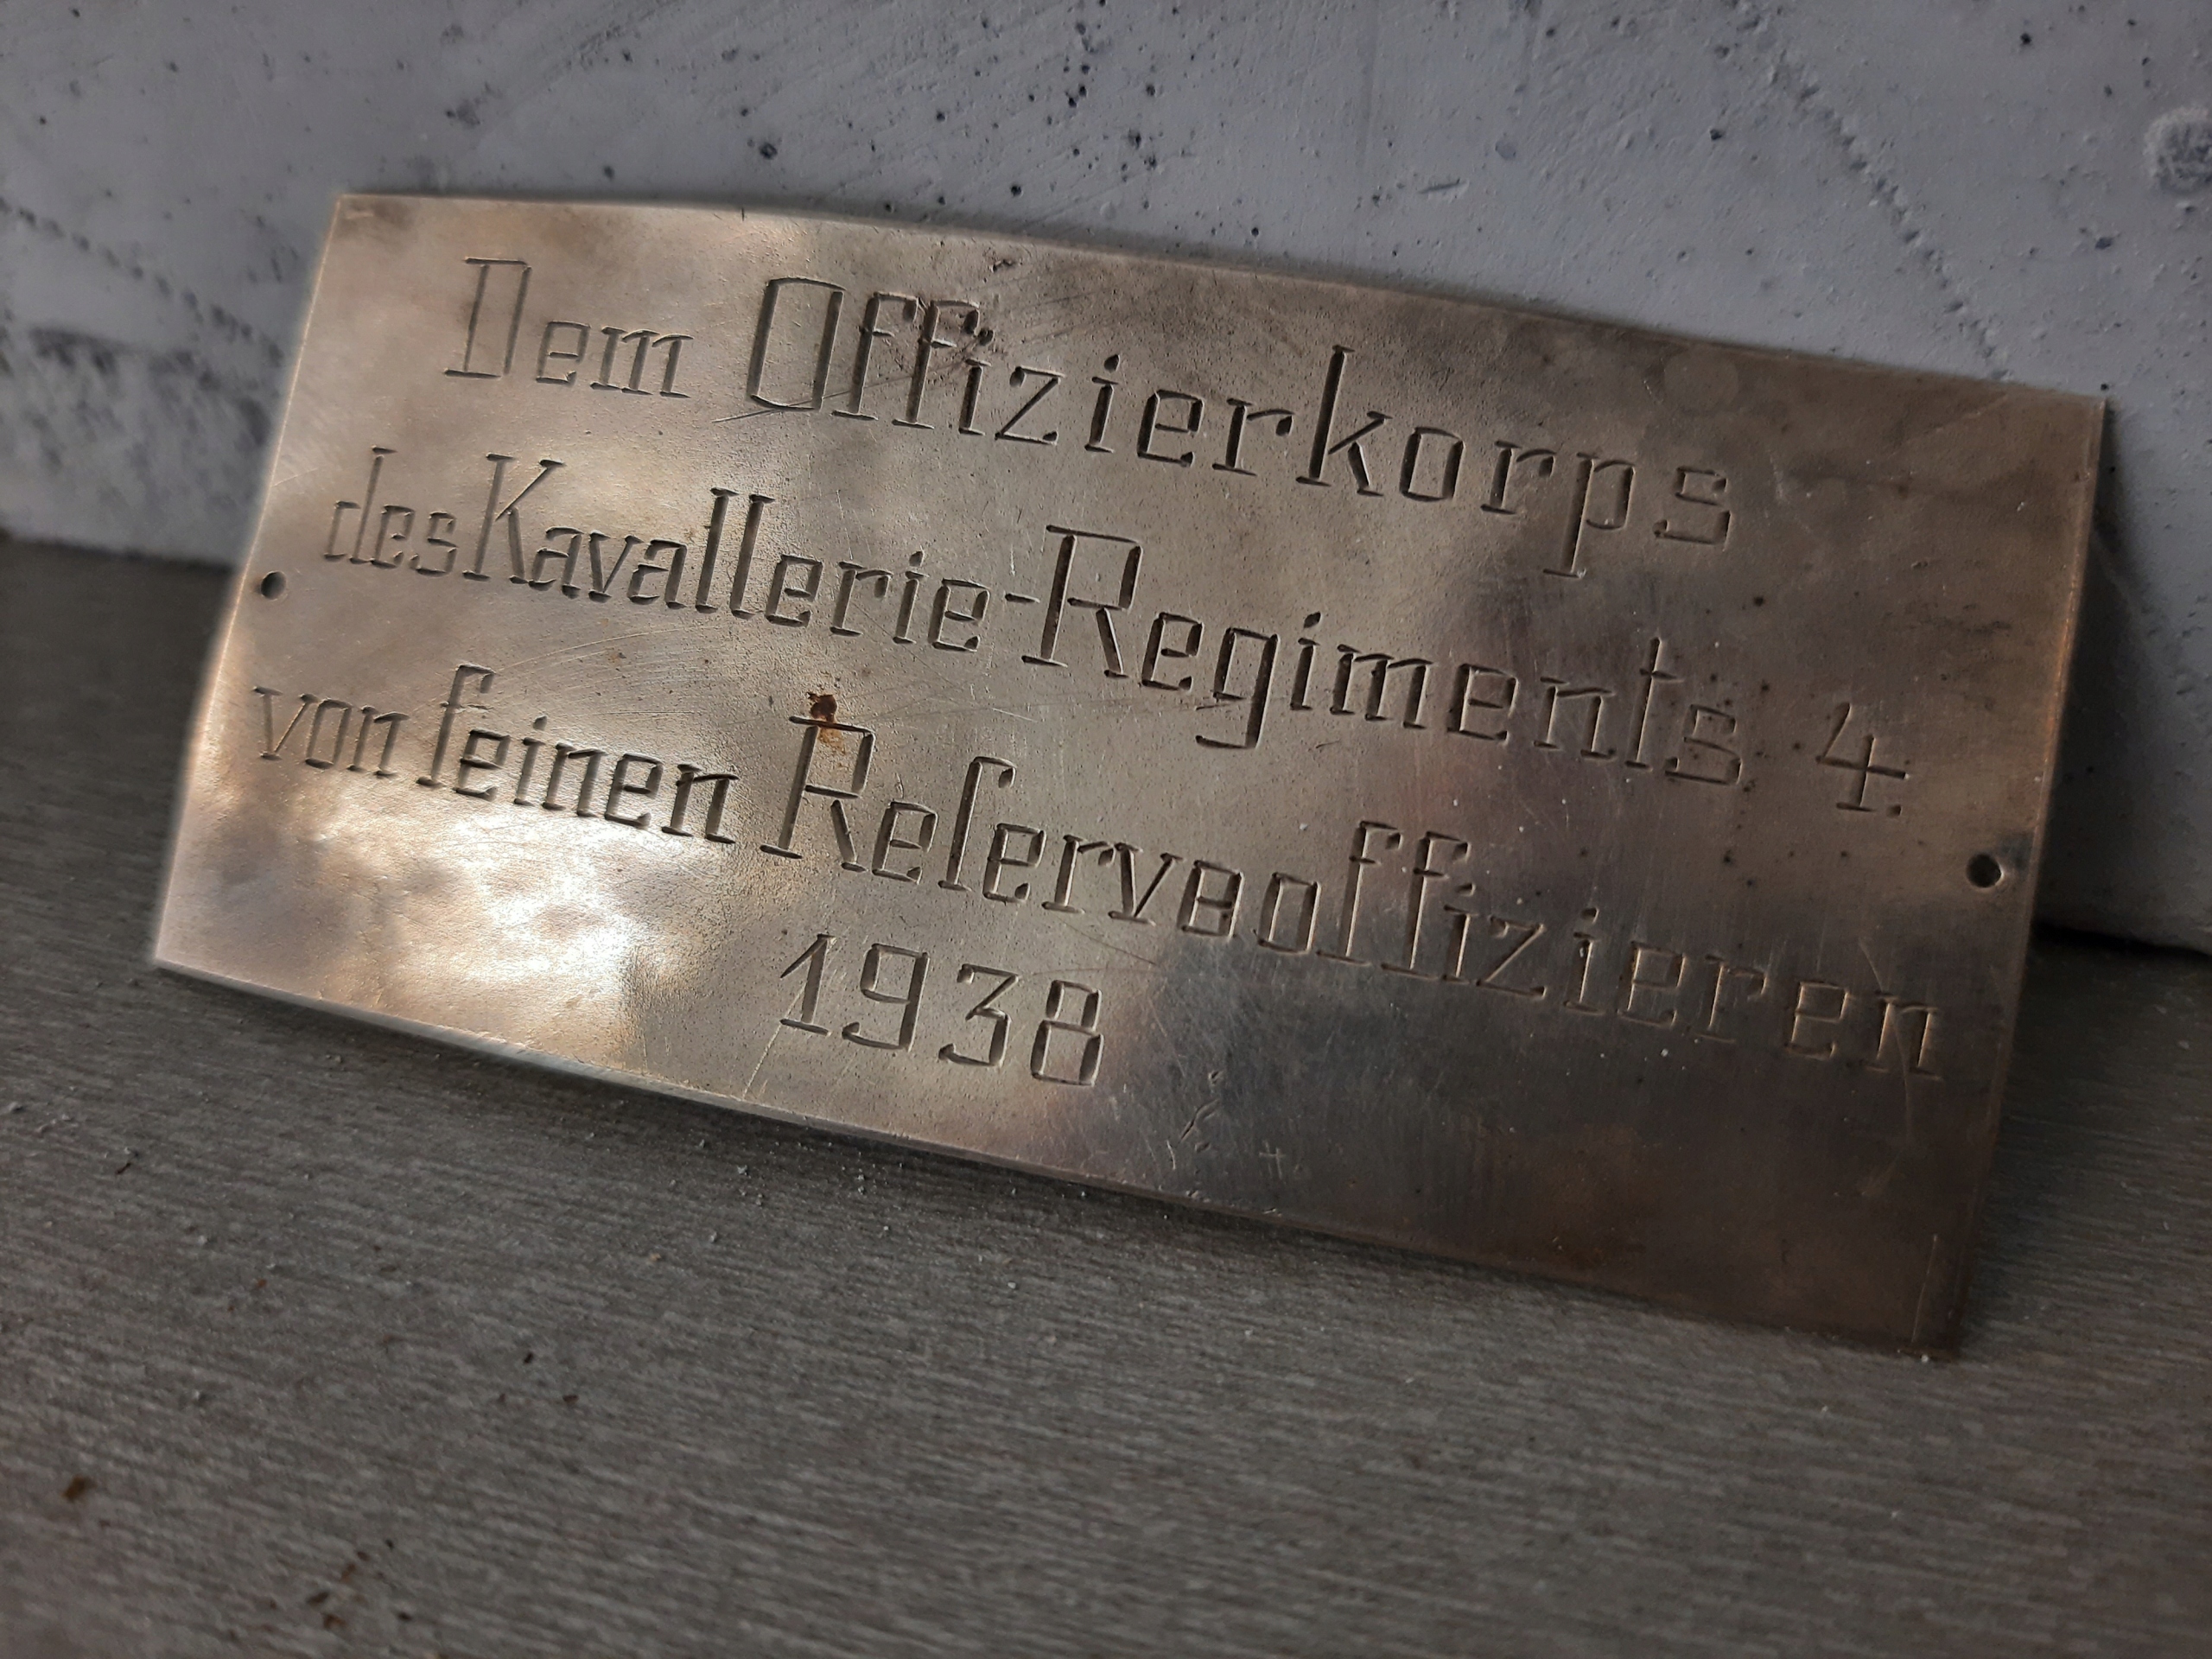 Dem Offizierkorps
des Kavallerie-Regiments 4.
von ſeinen Reſerveoffizieren
1938